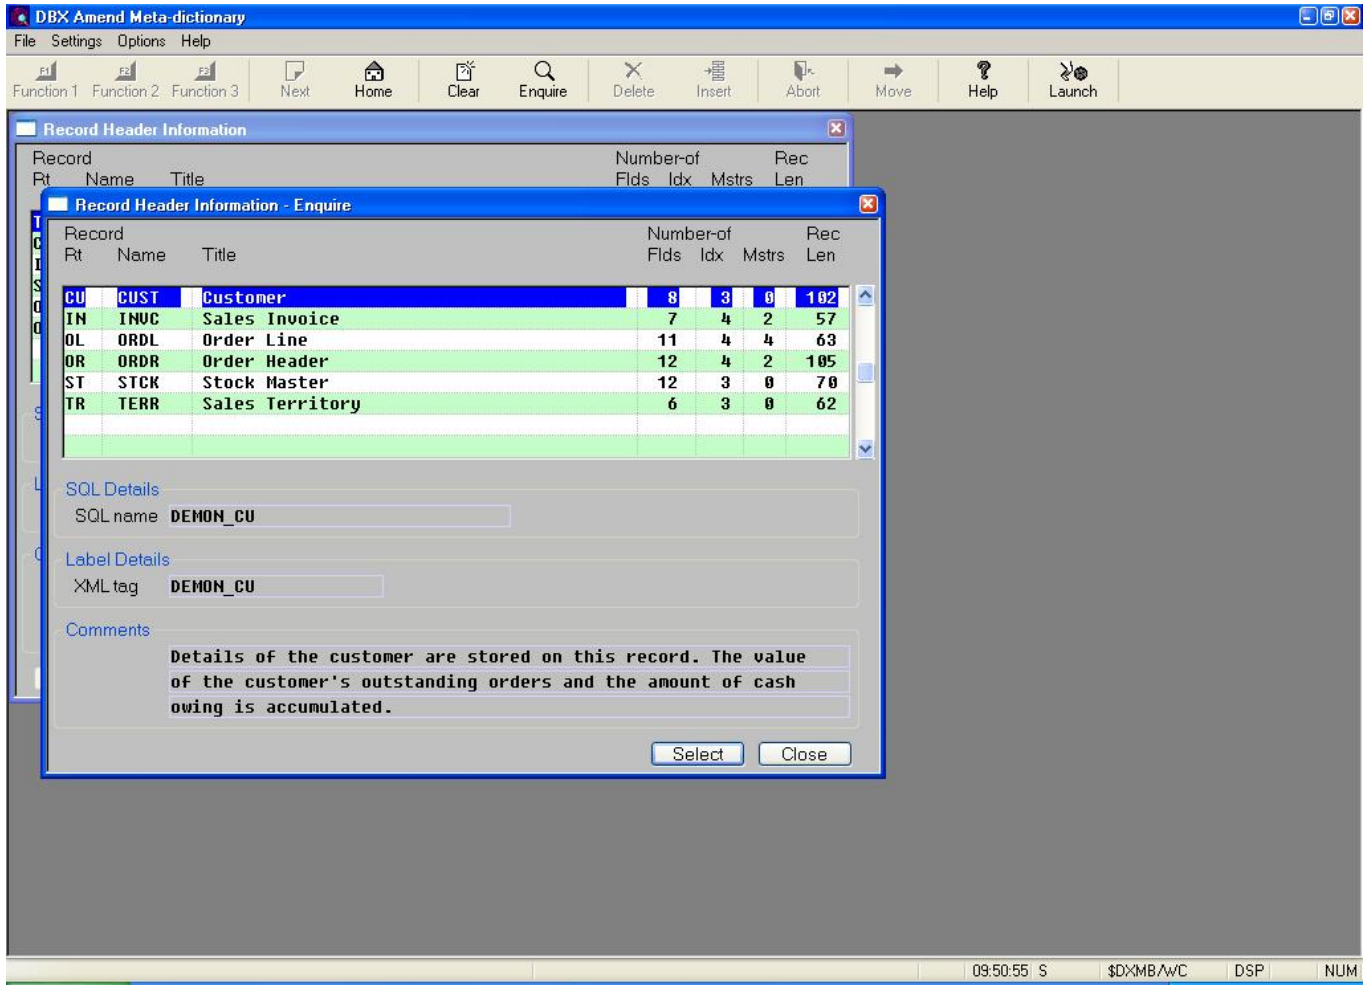 DBX Amend Meta-dictionary
File Settings Options Help
F1 F2 F3
Function 1 Function 2 Function 3 Next Home Clear Enquire Delete Insert Abort Move Help Launch
Record Header Information
Record Number-of Rec
Rt Name Title Flds Idx Mstrs Len
Record Header Information - Enquire
Record Number-of Rec
Rt Name Title Flds Idx Mstrs Len
CU CUST Customer 8 3 0 102
IN INVC Sales Invoice 7 4 2 57
OL ORDL Order Line 11 4 4 63
OR ORDR Order Header 12 4 2 105
ST STCK Stock Master 12 3 0 70
TR TERR Sales Territory 6 3 0 62
SQL Details
SQL name DEMON_CU
Label Details
XML tag DEMON_CU
Comments
Details of the customer are stored on this record. The value
of the customer's outstanding orders and the amount of cash
owing is accumulated.
Select Close
09:50:55 S $DXMB/WC DSP NUM